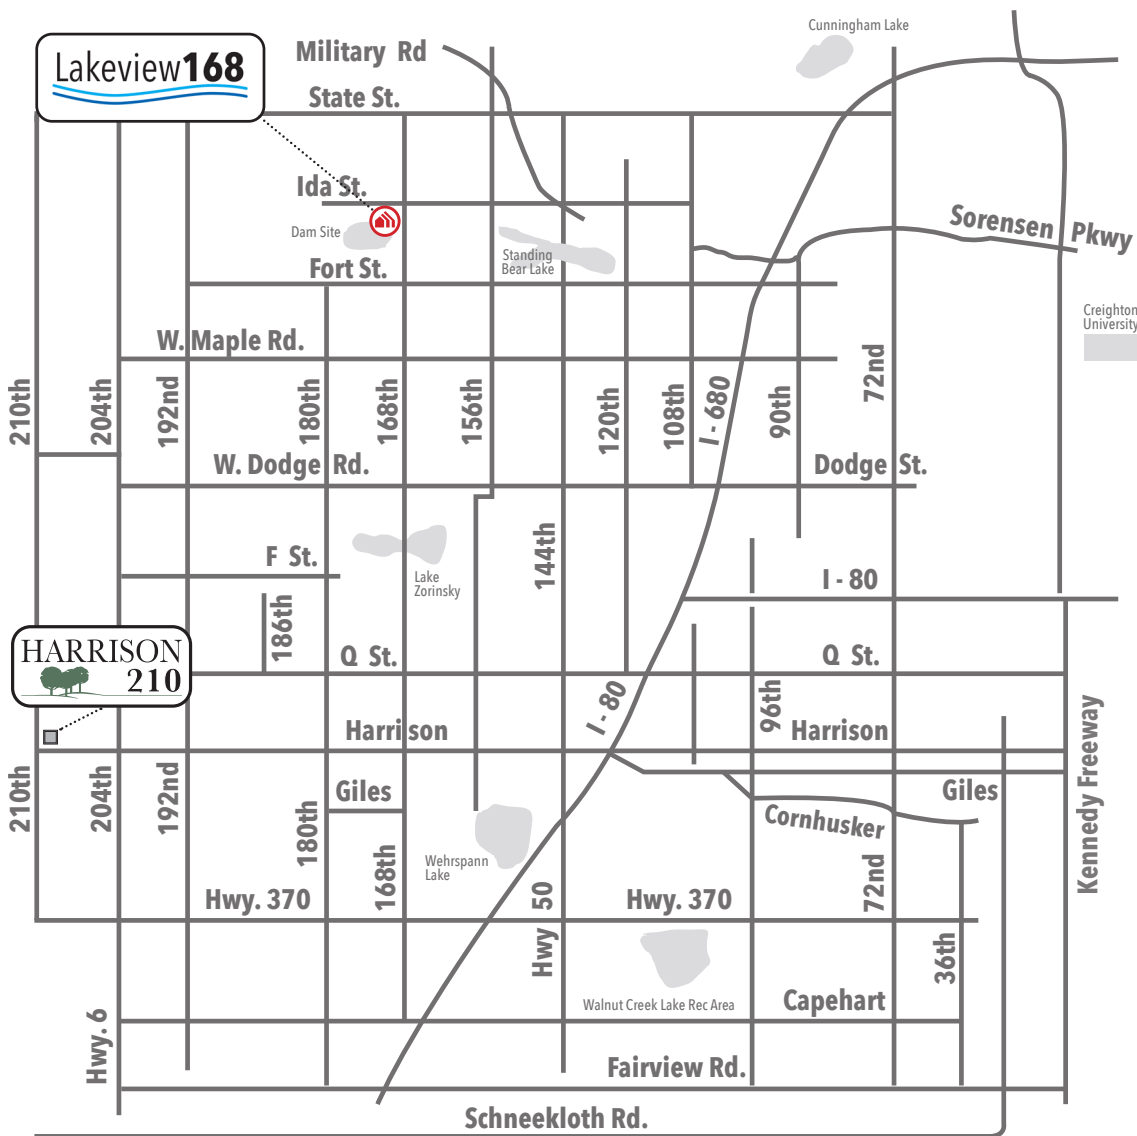 Cunningham Lake
Military Rd
Lakeview168
State St.
Ida St.
Sorensen Pkwy
Dam Site
Standing
Bear Lake
Fort St.
Creighton
University
W. Maple Rd.
210th
204th
192nd
180th
168th
156th
120th
108th
I - 680
90th
72nd
W. Dodge Rd.
Dodge St.
144th
F St.
Lake
Zorinsky
I - 80
186th
HARRISON
210
Q St.
Q St.
I - 80
96th
Harrison
Harrison
Kennedy Freeway
210th
204th
192nd
180th
Giles
Giles
Cornhusker
168th
Wehrspann
Lake
72nd
Hwy. 370
Hwy 50
Hwy. 370
36th
Walnut Creek Lake Rec Area
Capehart
Hwy. 6
Fairview Rd.
Schneekloth Rd.